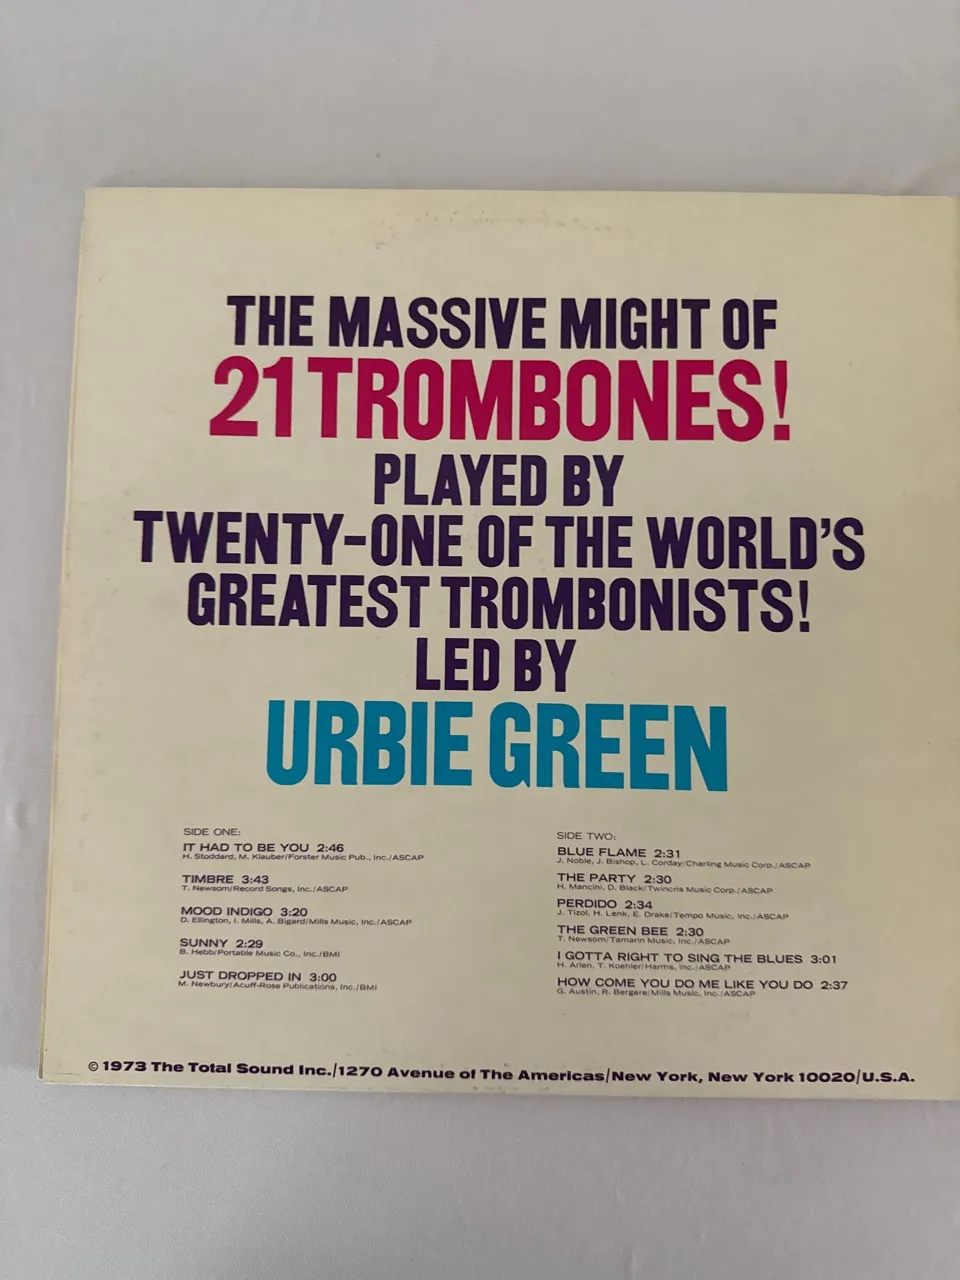 THE MASSIVE MIGHT OF
21 TROMBONES!
PLAYED BY
TWENTY-ONE OF THE WORLD'S
GREATEST TROMBONISTS!
LED BY
URBIE GREEN
SIDE ONE:
IT HAD TO BE YOU 2:46
H. Stoddard, M. Klauber/Forster Music Pub., Inc./ASCAP
TIMBRE 3:43
T. Newsom/Record Songs, Inc./ASCAP
MOOD INDIGO 3:20
D. Ellington, I. Mills, A. Bigard/Mills Music, Inc./ASCAP
SUNNY 2:29
B. Hebb/Portable Music Co., Inc./BMI
JUST DROPPED IN 3:00
M. Newbury/Acuff-Rose Publications, Inc./BMI
SIDE TWO:
BLUE FLAME 2:31
J. Noble, J. Bishop, L. Corday/Charling Music Corp./ASCAP
THE PARTY 2:30
H. Mancini, D. Black/Twincris Music Corp./ASCAP
PERDIDO 2:34
J. Tizol, H. Lenk, E. Drake/Tempo Music, Inc./ASCAP
THE GREEN BEE 2:30
T. Newsom/Tamarin Music, Inc./ASCAP
I GOTTA RIGHT TO SING THE BLUES 3:01
H. Arlen, T. Koehler/Harms, Inc./ASCAP
HOW COME YOU DO ME LIKE YOU DO 2:37
G. Austin, R. Bergere/Mills Music, Inc./ASCAP
© 1973 The Total Sound Inc./1270 Avenue of The Americas/New York, New York 10020/U.S.A.